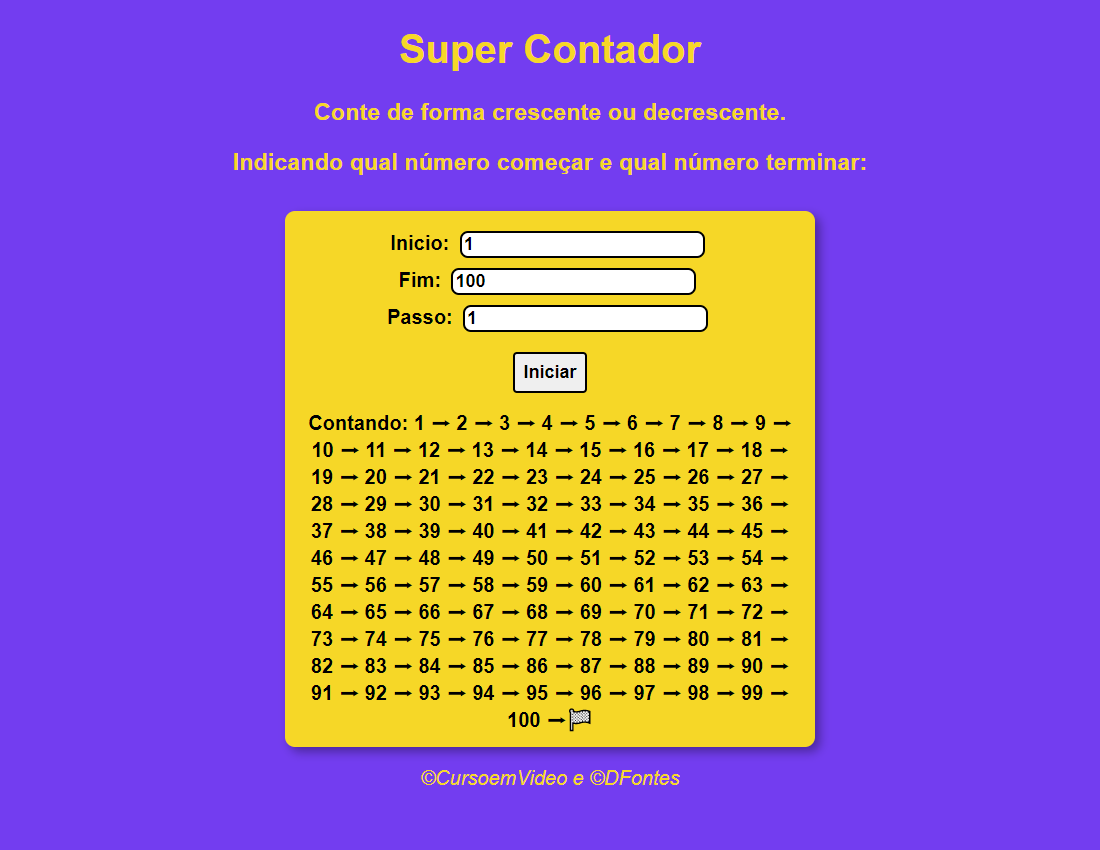 Super Contador
Conte de forma crescente ou decrescente.
Indicando qual número começar e qual número terminar:
Inicio: 1
Fim: 100
Passo: 1
Iniciar
Contando: 1 → 2 → 3 → 4 → 5 → 6 → 7 → 8 → 9 →
10 → 11 → 12 → 13 → 14 → 15 → 16 → 17 → 18 →
19 → 20 → 21 → 22 → 23 → 24 → 25 → 26 → 27 →
28 → 29 → 30 → 31 → 32 → 33 → 34 → 35 → 36 →
37 → 38 → 39 → 40 → 41 → 42 → 43 → 44 → 45 →
46 → 47 → 48 → 49 → 50 → 51 → 52 → 53 → 54 →
55 → 56 → 57 → 58 → 59 → 60 → 61 → 62 → 63 →
64 → 65 → 66 → 67 → 68 → 69 → 70 → 71 → 72 →
73 → 74 → 75 → 76 → 77 → 78 → 79 → 80 → 81 →
82 → 83 → 84 → 85 → 86 → 87 → 88 → 89 → 90 →
91 → 92 → 93 → 94 → 95 → 96 → 97 → 98 → 99 →
100 →🏁
©CursoemVideo e ©DFontes